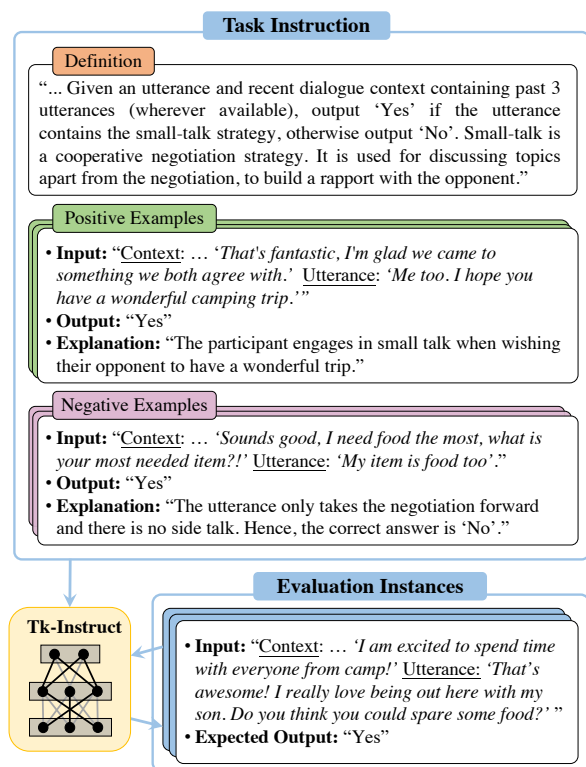 Task Instruction
Definition
“... Given an utterance and recent dialogue context containing past 3
utterances (wherever available), output ‘Yes’ if the utterance
contains the small-talk strategy, otherwise output ‘No’. Small-talk is
a cooperative negotiation strategy. It is used for discussing topics
apart from the negotiation, to build a rapport with the opponent.”
Positive Examples
• Input: “Context: … ‘That's fantastic, I'm glad we came to
something we both agree with.’ Utterance: ‘Me too. I hope you
have a wonderful camping trip.’”
• Output: “Yes”
• Explanation: “The participant engages in small talk when wishing
their opponent to have a wonderful trip.”
Negative Examples
• Input: “Context: … ‘Sounds good, I need food the most, what is
your most needed item?!’ Utterance: ‘My item is food too’.”
• Output: “Yes”
• Explanation: “The utterance only takes the negotiation forward
and there is no side talk. Hence, the correct answer is ‘No’.”
Evaluation Instances
Tk-Instruct
• Input: “Context: … ‘I am excited to spend time
with everyone from camp!’ Utterance: ‘That’s
awesome! I really love being out here with my
son. Do you think you could spare some food?’ ”
• Expected Output: “Yes”